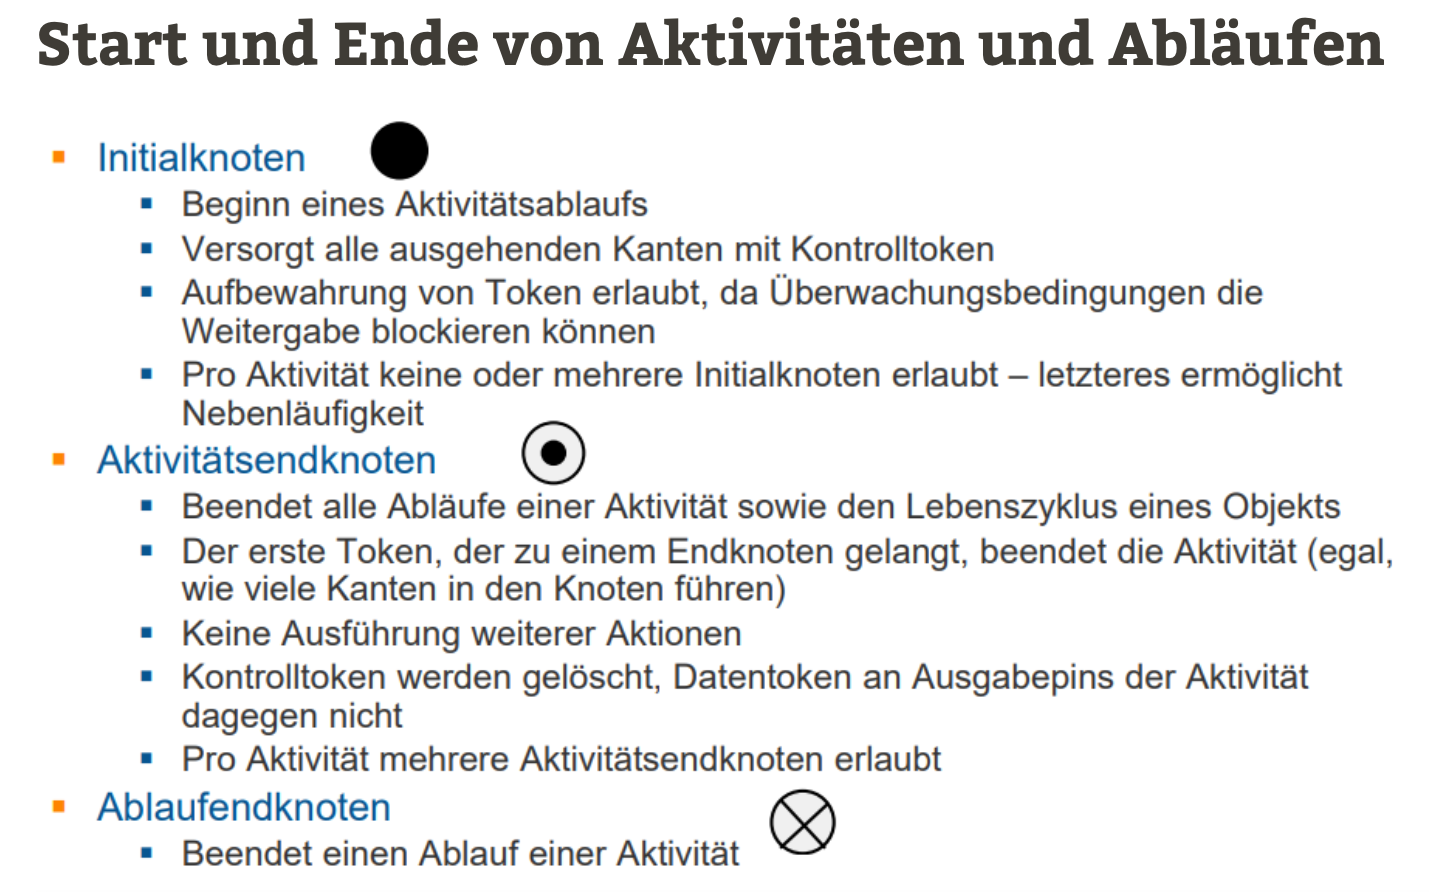 Start und Ende von Aktivitäten und Abläufen
Initialknoten
Beginn eines Aktivitätsablaufs
Versorgt alle ausgehenden Kanten mit Kontrolltoken
Aufbewahrung von Token erlaubt, da Überwachungsbedingungen die
Weitergabe blockieren können
Pro Aktivität keine oder mehrere Initialknoten erlaubt – letzteres ermöglicht
Nebenläufigkeit
Aktivitätsendknoten
Beendet alle Abläufe einer Aktivität sowie den Lebenszyklus eines Objekts
Der erste Token, der zu einem Endknoten gelangt, beendet die Aktivität (egal,
wie viele Kanten in den Knoten führen)
Keine Ausführung weiterer Aktionen
Kontrolltoken werden gelöscht, Datentoken an Ausgabepins der Aktivität
dagegen nicht
Pro Aktivität mehrere Aktivitätsendknoten erlaubt
Ablaufendknoten
Beendet einen Ablauf einer Aktivität